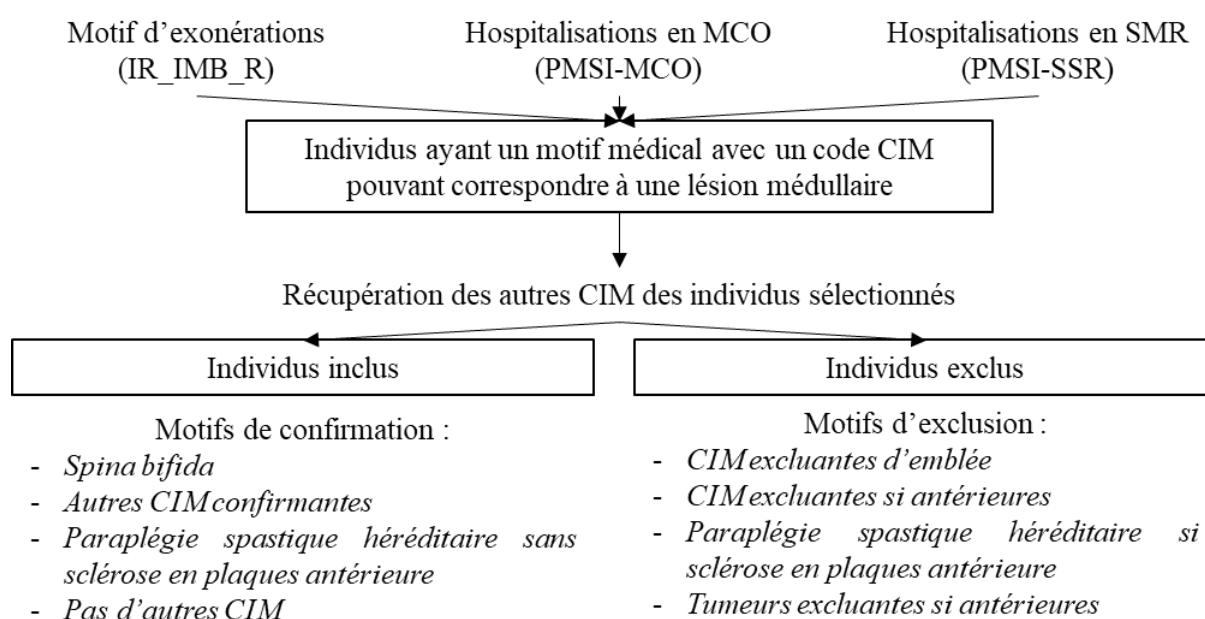 Motif d’exonérations
(IR_IMB_R)
Hospitalisations en MCO
(PMSI-MCO)
Hospitalisations en SMR
(PMSI-SSR)
Individus ayant un motif médical avec un code CIM
pouvant correspondre à une lésion médullaire
Récupération des autres CIM des individus sélectionnés
Individus inclus
Motifs de confirmation :
- Spina bifida
- Autres CIM confirmantes
- Paraplégie spastique héréditaire sans
sclérose en plaques antérieure
- Pas d’autres CIM
Individus exclus
Motifs d’exclusion :
- CIM excluantes d’emblée
- CIM excluantes si antérieures
- Paraplégie spastique héréditaire si
sclérose en plaques antérieure
- Tumeurs excluantes si antérieures